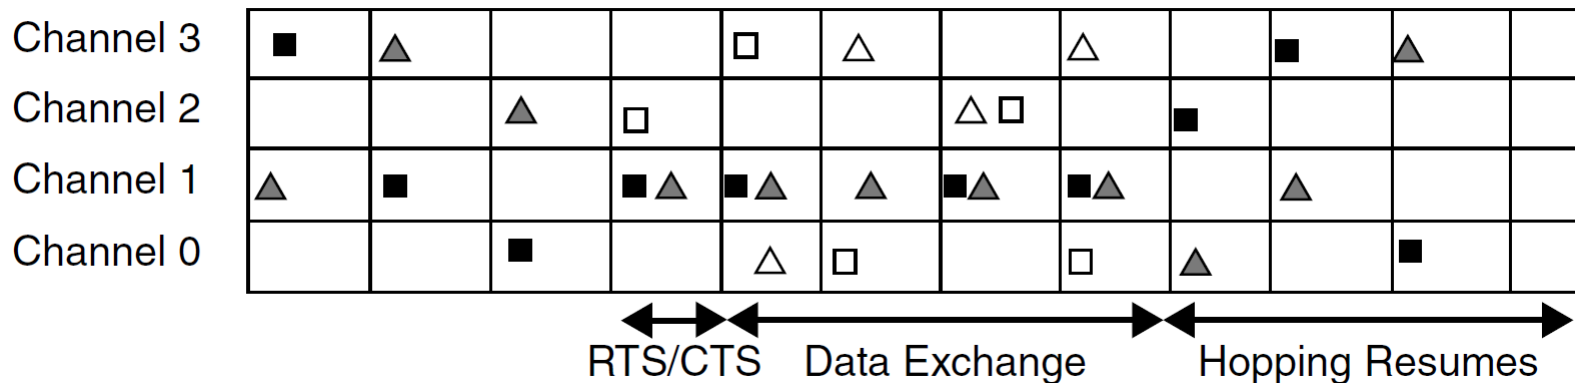 Channel 3
Channel 2
Channel 1
Channel 0
RTS/CTS Data Exchange Hopping Resumes